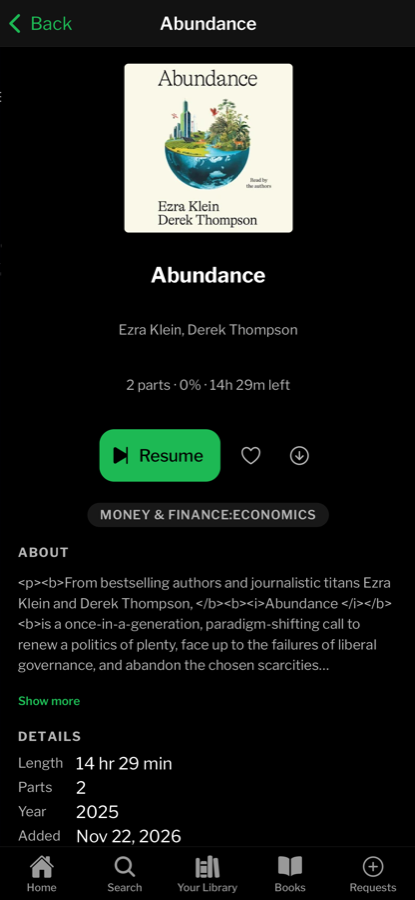 Back
Abundance
Abundance
Read by
the authors
Ezra Klein
Derek Thompson
Abundance
Ezra Klein, Derek Thompson
2 parts · 0% · 14h 29m left
Resume
MONEY & FINANCE:ECONOMICS
ABOUT
<p><b>From bestselling authors and journalistic titans Ezra
Klein and Derek Thompson, </b><b><i>Abundance </i></b>
<b>is a once-in-a-generation, paradigm-shifting call to
renew a politics of plenty, face up to the failures of liberal
governance, and abandon the chosen scarcities...
Show more
DETAILS
Length 14 hr 29 min
Parts 2
Year 2025
Added Nov 22, 2026
Home Search Your Library Books Requests